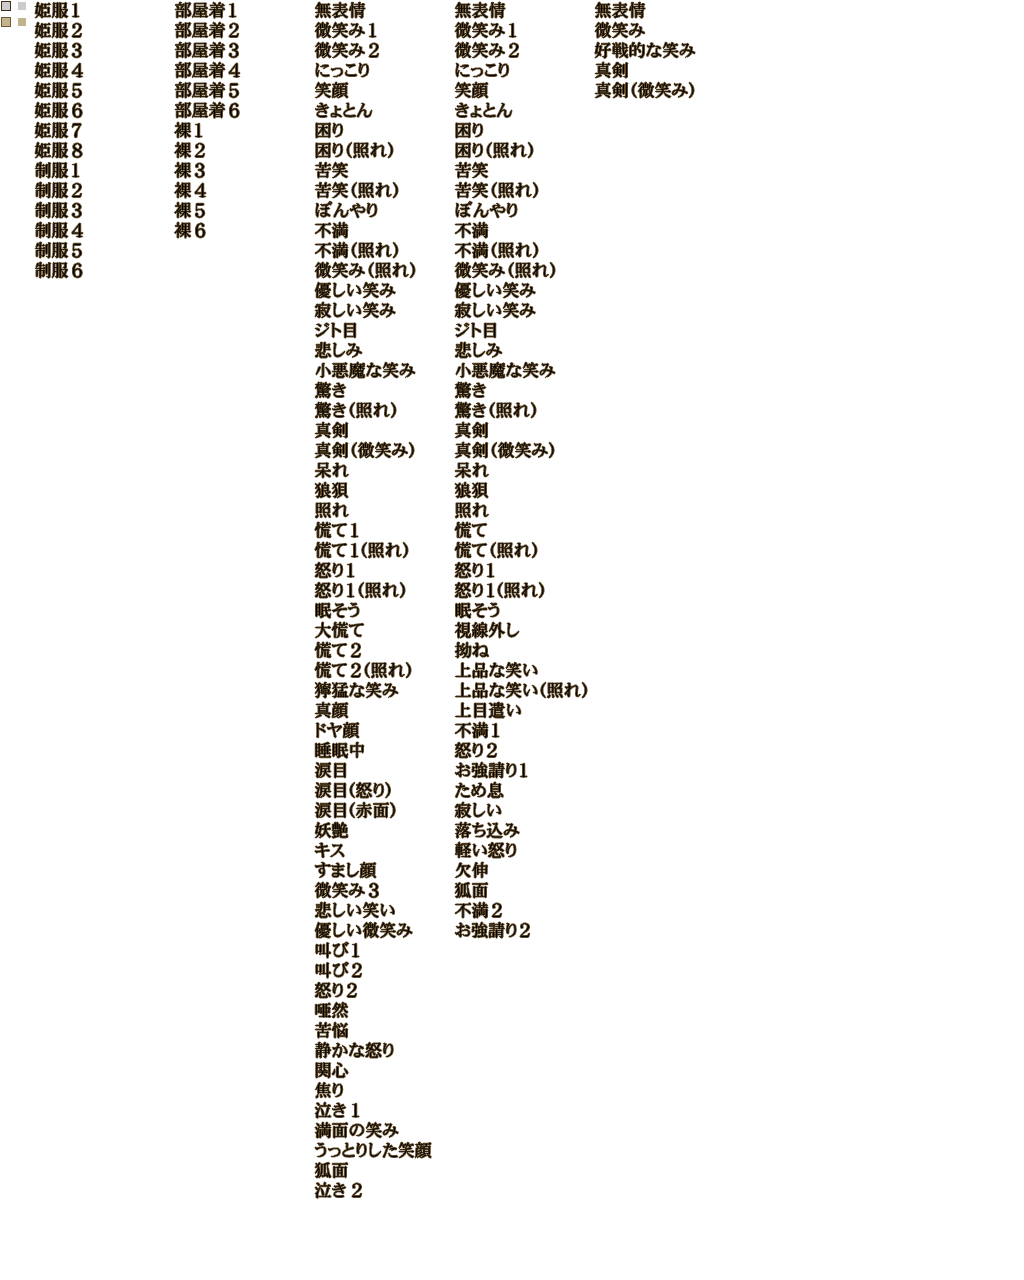 姫服１
姫服２
姫服３
姫服４
姫服５
姫服６
姫服７
姫服８
制服１
制服２
制服３
制服４
制服５
制服６
部屋着１
部屋着２
部屋着３
部屋着４
部屋着５
部屋着６
裸１
裸２
裸３
裸４
裸５
裸６
無表情
微笑み１
微笑み２
にっこり
笑顔
きょとん
困り
困り（照れ）
苦笑
苦笑（照れ）
ぼんやり
不満
不満（照れ）
微笑み（照れ）
優しい笑み
寂しい笑み
ジト目
悲しみ
小悪魔な笑み
驚き
驚き（照れ）
真剣
真剣（微笑み）
呆れ
狼狽
照れ
慌て１
慌て１（照れ）
怒り１
怒り１（照れ）
眠そう
大慌て
慌て２
慌て２（照れ）
獰猛な笑み
真顔
ドヤ顔
睡眠中
涙目
涙目（怒り）
涙目（赤面）
妖艶
キス
すまし顔
微笑み３
悲しい笑い
優しい微笑み
叫び１
叫び２
怒り２
唖然
苦悩
静かな怒り
関心
焦り
泣き１
満面の笑み
うっとりした笑顔
狐面
泣き２
無表情
微笑み１
微笑み２
にっこり
笑顔
きょとん
困り
困り（照れ）
苦笑
苦笑（照れ）
ぼんやり
不満
不満（照れ）
微笑み（照れ）
優しい笑み
寂しい笑み
ジト目
悲しみ
小悪魔な笑み
驚き
驚き（照れ）
真剣
真剣（微笑み）
呆れ
狼狽
照れ
慌て
慌て（照れ）
怒り１
怒り１（照れ）
眠そう
視線外し
拗ね
上品な笑い
上品な笑い（照れ）
上目遣い
不満１
怒り２
お強請り１
ため息
寂しい
落ち込み
軽い怒り
欠伸
狐面
不満２
お強請り２
無表情
微笑み
好戦的な笑み
真剣
真剣（微笑み）